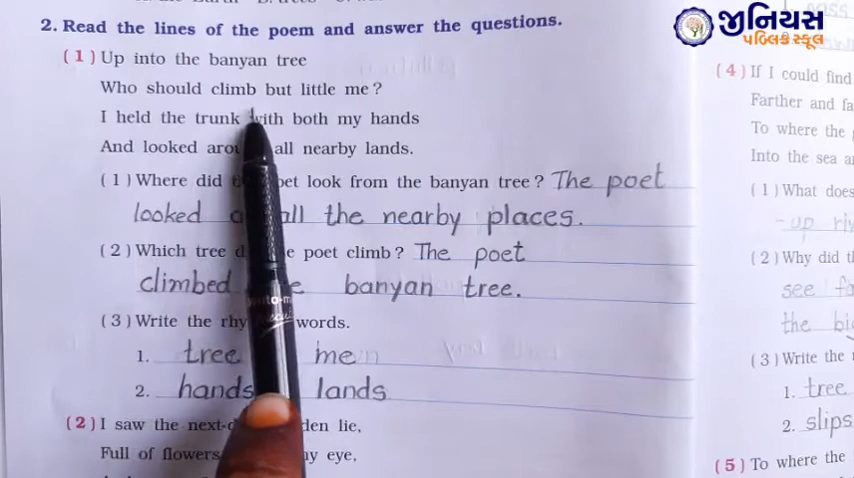 2. Read the lines of the poem and answer the questions.
(1) Up into the banyan tree
Who should climb but little me?
I held the trunk with both my hands
And looked arou all nearby lands.
(1) Where did et look from the banyan tree? The poet
looked all the nearby places.
(2) Which tree d e poet climb? The poet
climbed e banyan tree.
(3) Write the rhy words.
1. tree me
2. hands lands
(2) I saw the next-d den lie,
Full of flowers y eye,
જીનિયસ
પબ્લિક સ્કૂલ
(4) If I could find
Farther and fa
To where the
Into the sea a
(1) What does
-up riv
(2) Why did th
see fa
the big
(3) Write the
1. tree
2. slips
(5) To where the